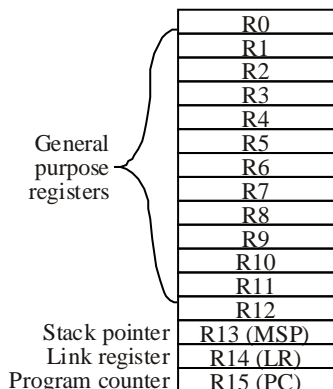 R0
R1
R2
R3
R4
General
R5
purpose
R6
registers
R7
R8
R9
R10
R11
R12
Stack pointer R13 (MSP)
Link register R14 (LR)
Program counter R15 (PC)